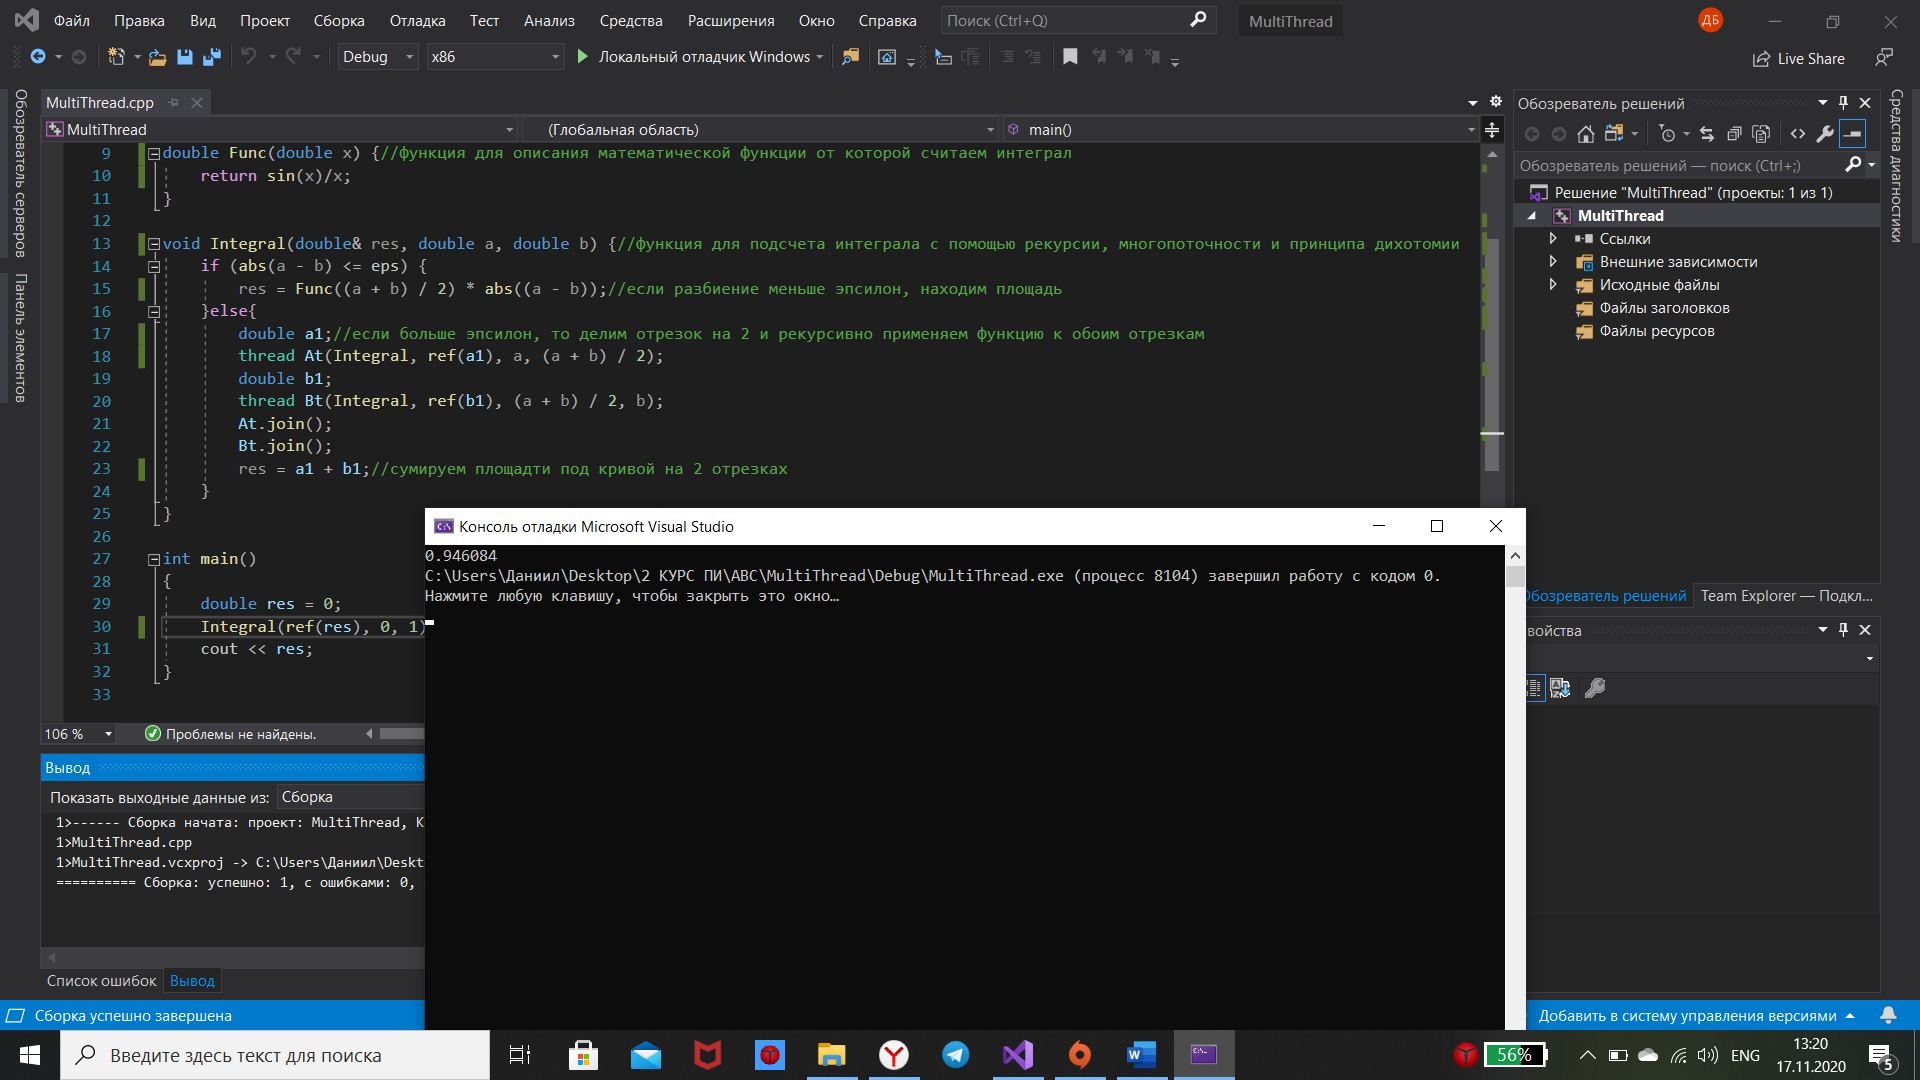 Файл Правка Вид Проект Сборка Отладка Тест Анализ Средства Расширения Окно Справка Поиск (Ctrl+Q) MultiThread ДБ
Debug x86 Локальный отладчик Windows Live Share
Обозреватель серверов
Панель элементов
MultiThread.cpp
MultiThread (Глобальная область) main()
9 double Func(double x) {//функция для описания математической функции от которой считаем интеграл
10 return sin(x)/x;
11 }
12
13 void Integral(double& res, double a, double b) {//функция для подсчета интеграла с помощью рекурсии, многопоточности и принципа дихотомии
14 if (abs(a - b) <= eps) {
15 res = Func((a + b) / 2) * abs((a - b));//если разбиение меньше эпсилон, находим площадь
16 }else{
17 double a1;//если больше эпсилон, то делим отрезок на 2 и рекурсивно применяем функцию к обоим отрезкам
18 thread At(Integral, ref(a1), a, (a + b) / 2);
19 double b1;
20 thread Bt(Integral, ref(b1), (a + b) / 2, b);
21 At.join();
22 Bt.join();
23 res = a1 + b1;//сумируем площадти под кривой на 2 отрезках
24 }
25 }
26
27 int main()
28 {
29 double res = 0;
30 Integral(ref(res), 0, 1)
31 cout << res;
32 }
33
106 % Проблемы не найдены.
Вывод
Показать выходные данные из: Сборка
1>------ Сборка начата: проект: MultiThread, К
1>MultiThread.cpp
1>MultiThread.vcxproj -> C:\Users\Даниил\Deskt
========== Сборка: успешно: 1, с ошибками: 0,
Список ошибок Вывод
Сборка успешно завершена
Консоль отладки Microsoft Visual Studio
0.946084
C:\Users\Даниил\Desktop\2 КУРС ПИ\АВС\MultiThread\Debug\MultiThread.exe (процесс 8104) завершил работу с кодом 0.
Нажмите любую клавишу, чтобы закрыть это окно…
Обозреватель решений
Обозреватель решений — поиск (Ctrl+;)
Решение "MultiThread" (проекты: 1 из 1)
MultiThread
Ссылки
Внешние зависимости
Исходные файлы
Файлы заголовков
Файлы ресурсов
Обозреватель решений Team Explorer — Подкл...
войства
Средства диагностики
Добавить в систему управления версиями
Введите здесь текст для поиска
56% ENG 13:20
17.11.2020
5